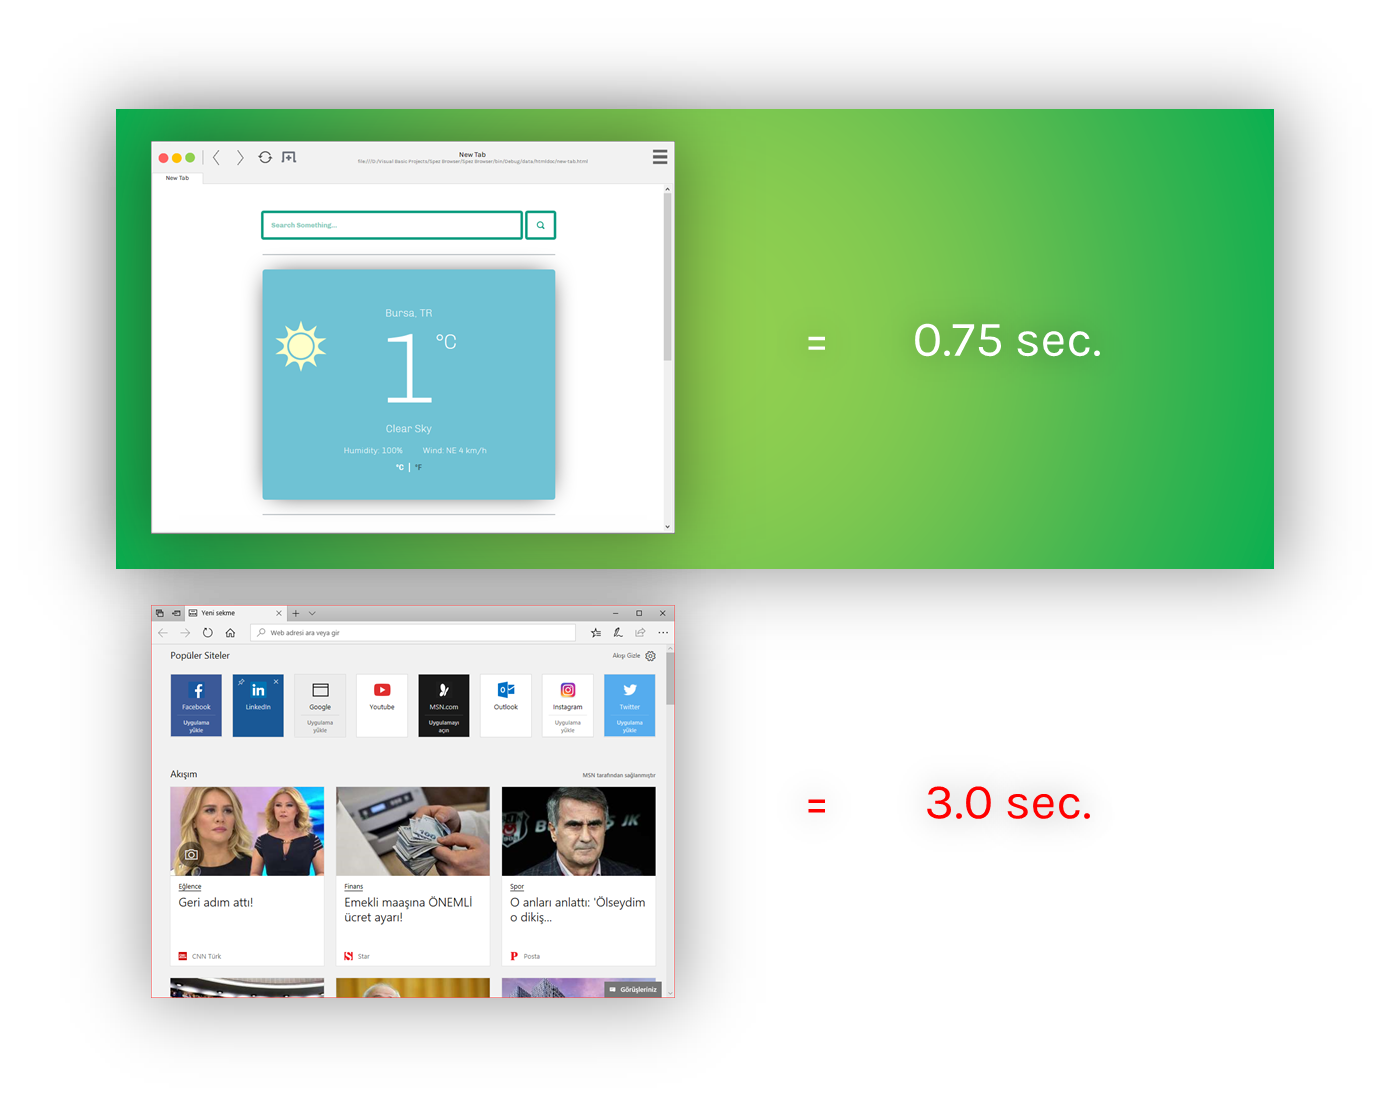 New Tab
file:///D:/Visual Basic Projects/Spez Browser/Spez Browser/bin/Debug/data/htmldoc/new-tab.html
New Tab
Search Something...
Bursa, TR
1 °C
Clear Sky
Humidity: 100% Wind: NE 4 km/h
°C | °F
= 0.75 sec.
Yeni sekme
Web adresi ara veya gir
Popüler Siteler
Akışı Gizle
Facebook
Uygulama
yükle
LinkedIn
Google
Uygulama
yükle
Youtube
MSN.com
Uygulamayı
açın
Outlook
Instagram
Uygulama
yükle
Twitter
Uygulama
yükle
Akışım
MSN tarafından sağlanmıştır
Eğlence
Geri adım attı!
CNN Türk
Finans
Emekli maaşına ÖNEMLİ
ücret ayarı!
Star
Spor
O anları anlattı: 'Ölseydim
o dikiş...
Posta
Görüşleriniz
= 3.0 sec.